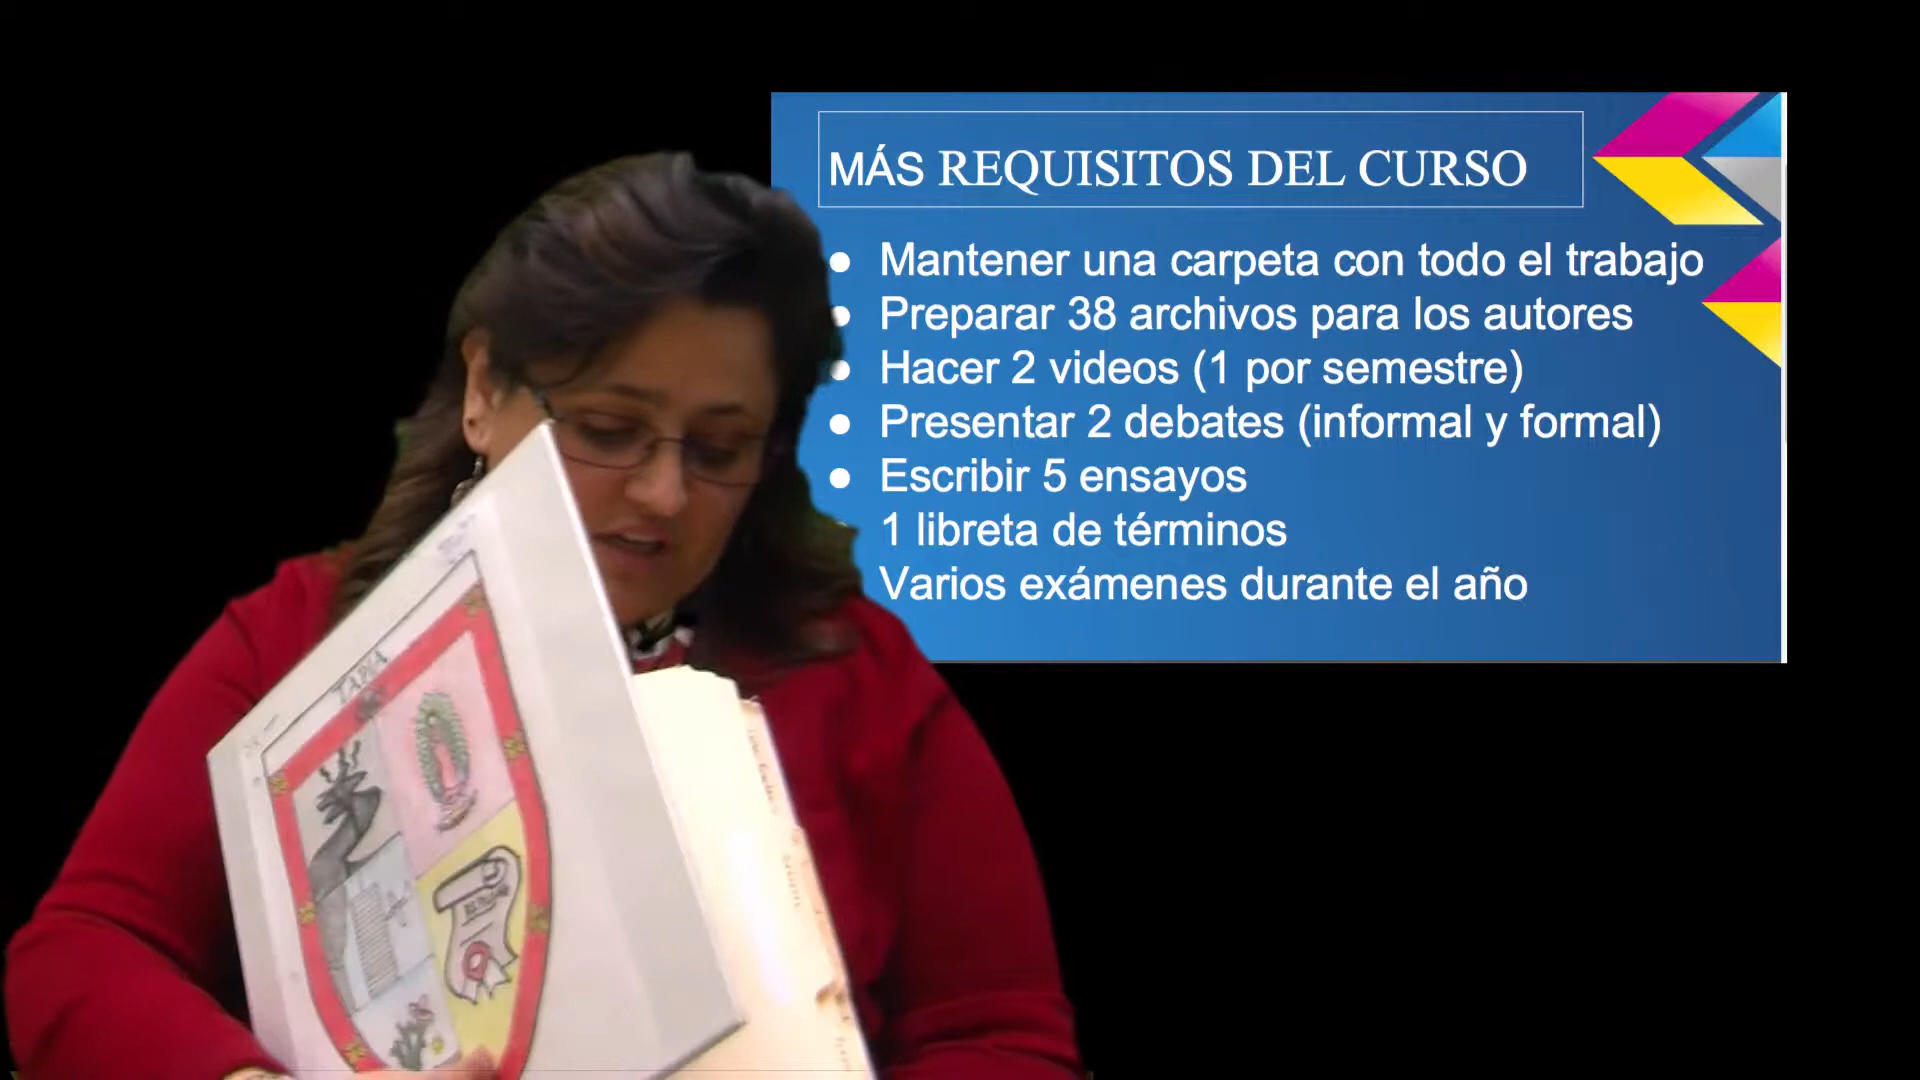 MÁS REQUISITOS DEL CURSO
● Mantener una carpeta con todo el trabajo
● Preparar 38 archivos para los autores
● Hacer 2 videos (1 por semestre)
● Presentar 2 debates (informal y formal)
● Escribir 5 ensayos
1 libreta de términos
Varios exámenes durante el año
TAPIA